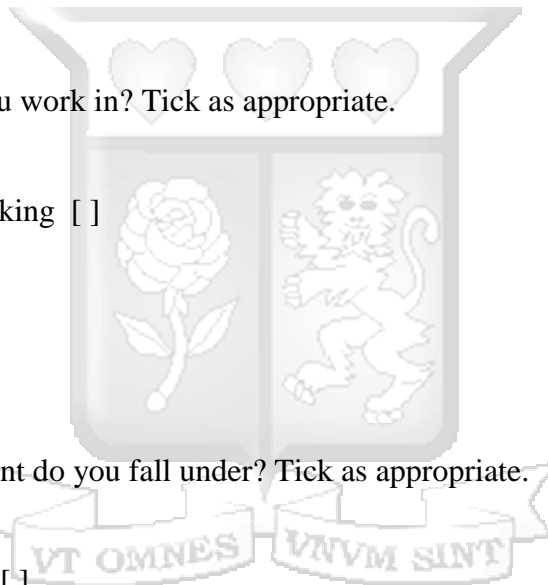 u work in? Tick as appropriate.
king [ ]
nt do you fall under? Tick as appropriate.
VT OMNES VNVM SINT
[ ]